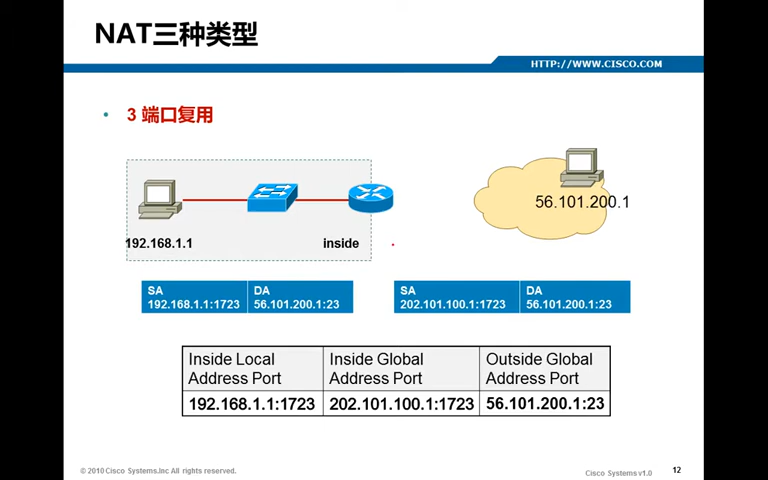 NAT三种类型
HTTP://WWW.CISCO.COM
• 3 端口复用
56.101.200.1
192.168.1.1
inside
SA DA
192.168.1.1:1723 56.101.200.1:23
SA DA
202.101.100.1:1723 56.101.200.1:23
Inside Local Inside Global Outside Global
Address Port Address Port Address Port
192.168.1.1:1723 202.101.100.1:1723 56.101.200.1:23
© 2010 Cisco Systems.inc All rights reserved.
Cisco Systems v1.0
12